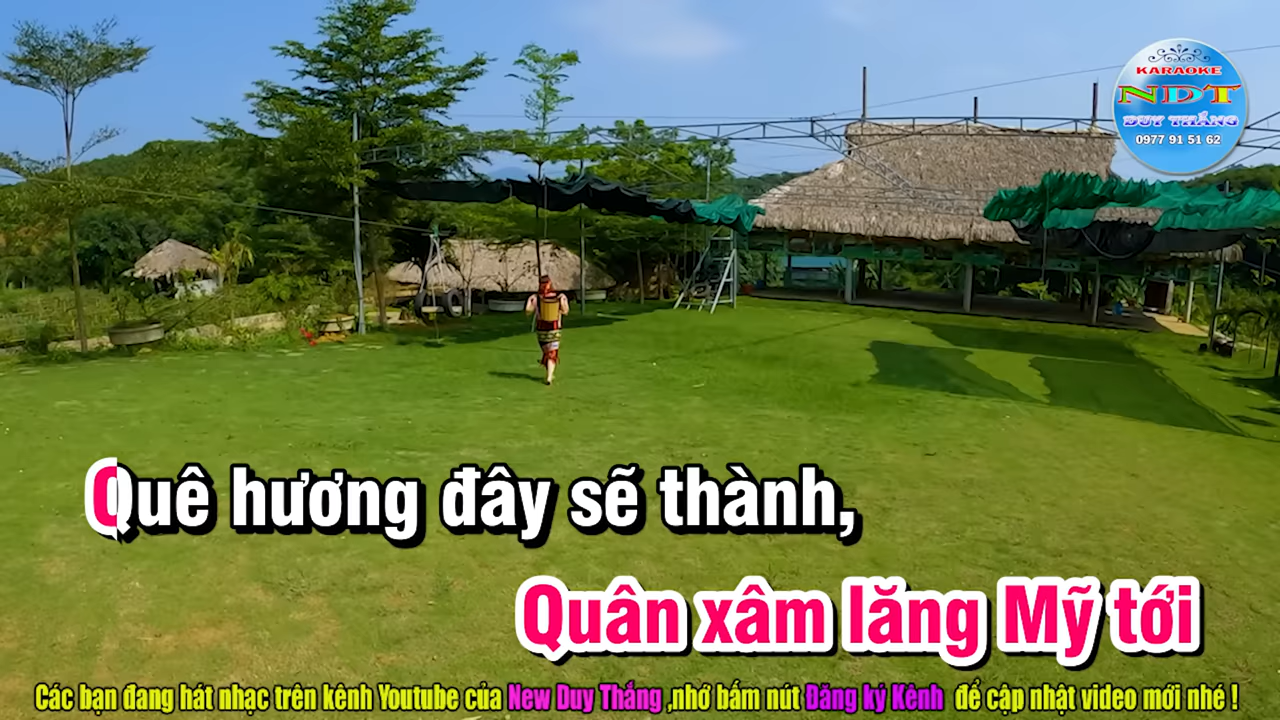 KARAOKE
NDT
DUY THẮNG
0977 91 51 62
Quê hương đây sẽ thành,
Quân xâm lăng Mỹ tới
Các bạn đang hát nhạc trên kênh Youtube của New Duy Thắng ,nhớ bấm nút Đăng ký Kênh để cập nhật video mới nhé !